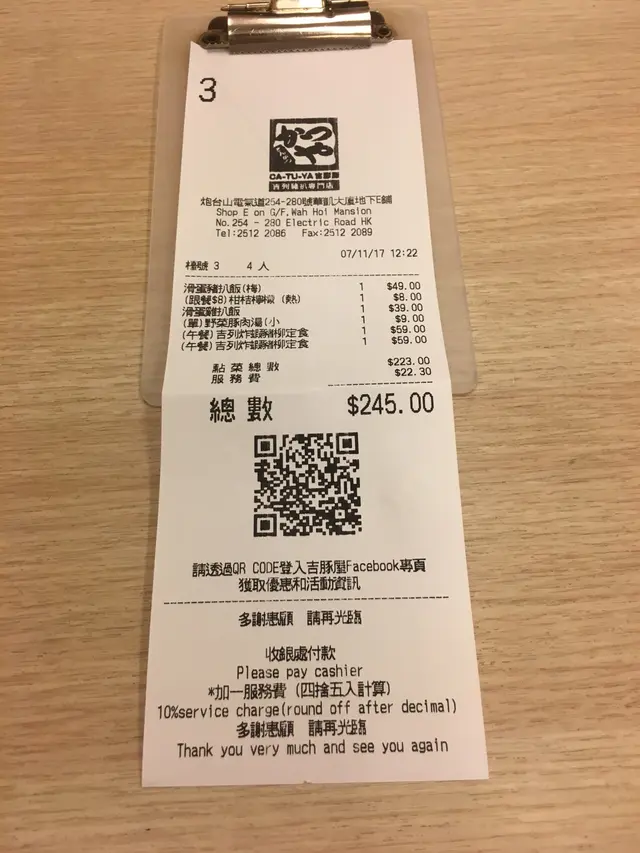 3
かつや
CA-TU-YA 吉豚屋
吉列豬扒專門店
炮台山電氣道254-280號華凱大廈地下E舖
Shop E on G/F, Wah Hoi Mansion
No.254 - 280 Electric Road HK
Tel:2512 2086 Fax:2512 2089
07/11/17 12:22
檯號 3 4 人
滑蛋豬扒飯(梅) 1 $49.00
(跟餐$8) 柑桔檸檬 (熱) 1 $8.00
滑蛋雞扒飯 1 $39.00
(單)野菜豚肉湯(小 1 $9.00
(午餐)吉列炸豬柳定食 1 $59.00
(午餐)吉列炸豬柳定食 1 $59.00
點菜總數 $223.00
服務費 $22.30
總數 $245.00
請透過QR CODE登入吉豚屋Facebook專頁
獲取優惠和活動資訊
多謝惠顧 請再光臨
收銀處付款
Please pay cashier
*加一服務費 (四捨五入計算)
10%service charge(round off after decimal)
多謝惠顧 請再光臨
Thank you very much and see you again